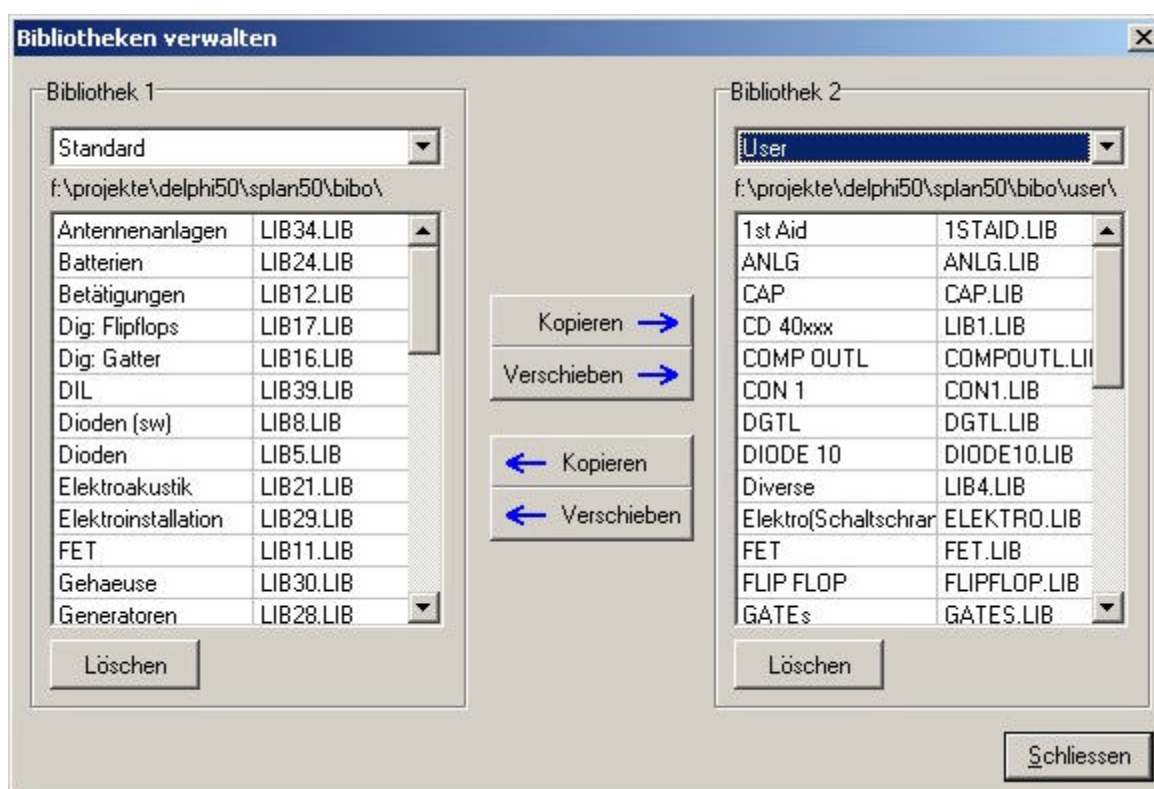 Bibliotheken verwalten
Bibliothek 1
Standard
f:\projekte\delphi50\splan50\bibo\
Antennenanlagen LIB34.LIB
Batterien LIB24.LIB
Betätigungen LIB12.LIB
Dig: Flipflops LIB17.LIB
Dig: Gatter LIB16.LIB
DIL LIB39.LIB
Dioden (sw) LIB8.LIB
Dioden LIB5.LIB
Elektroakustik LIB21.LIB
Elektroinstallation LIB29.LIB
FET LIB11.LIB
Gehaeuse LIB30.LIB
Generatoren LIB28.LIB
Löschen
Kopieren
Verschieben
Kopieren
Verschieben
Bibliothek 2
User
f:\projekte\delphi50\splan50\bibo\user\
1st Aid 1STAID.LIB
ANLG ANLG.LIB
CAP CAP.LIB
CD 40xxx LIB1.LIB
COMP OUTL COMPOUTL.LI
CON 1 CON1.LIB
DGTL DGTL.LIB
DIODE 10 DIODE10.LIB
Diverse LIB4.LIB
Elektro(Schaltschran ELEKTRO.LIB
FET FET.LIB
FLIP FLOP FLIPFLOP.LIB
GATEs GATES.LIB
Löschen
Schliessen